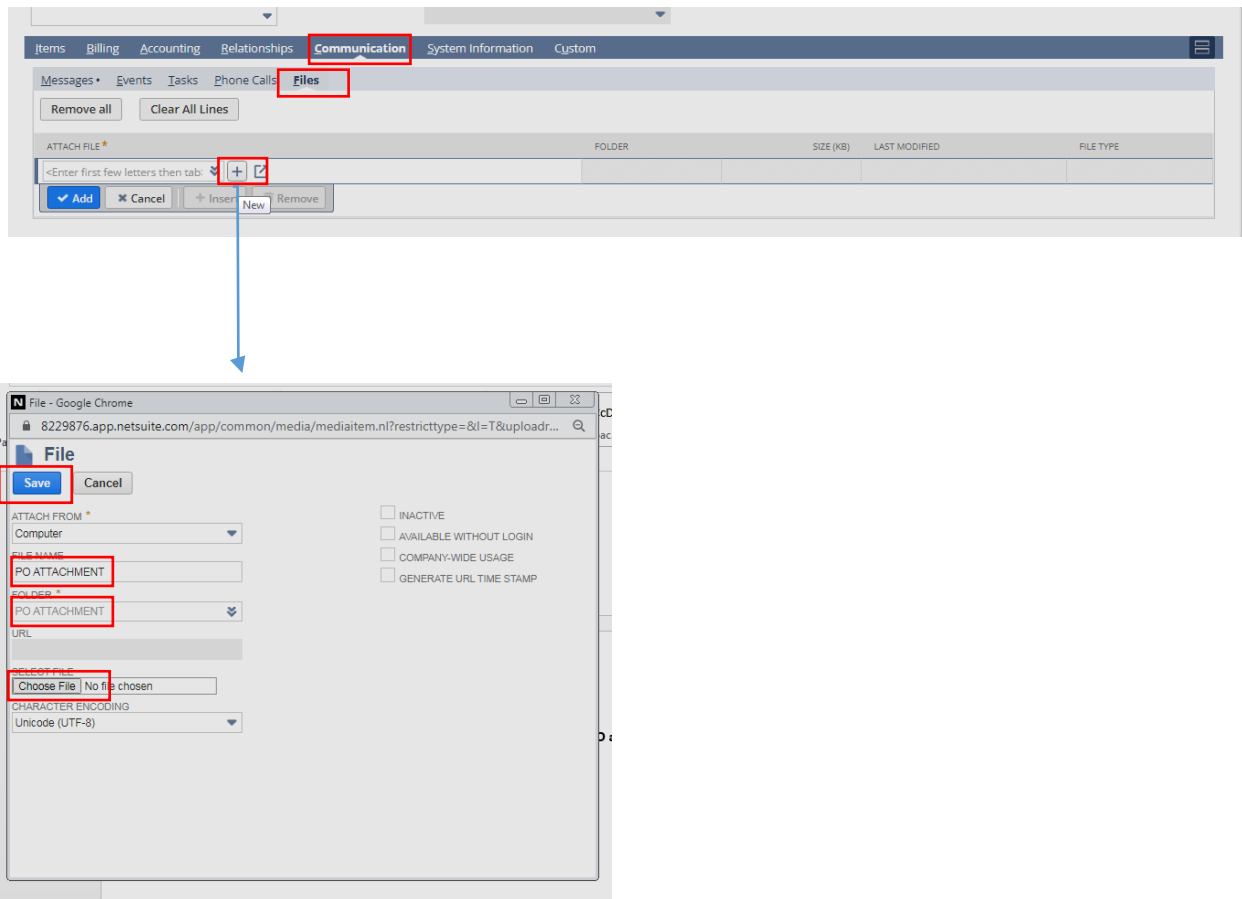 Items Billing Accounting Relationships Communication System Information Custom
Messages • Events Tasks Phone Calls Files
Remove all Clear All Lines
ATTACH FILE * FOLDER SIZE (KB) LAST MODIFIED FILE TYPE
<Enter first few letters then tab>
Add Cancel Insert Remove
New
N File - Google Chrome
8229876.app.netsuite.com/app/common/media/mediaitem.nl?restricttype=&l=T&uploadr...
File
Save Cancel
ATTACH FROM *
Computer
FILE NAME
PO ATTACHMENT
FOLDER *
PO ATTACHMENT
URL
SELECT FILE
Choose File No file chosen
CHARACTER ENCODING
Unicode (UTF-8)
INACTIVE
AVAILABLE WITHOUT LOGIN
COMPANY-WIDE USAGE
GENERATE URL TIME STAMP